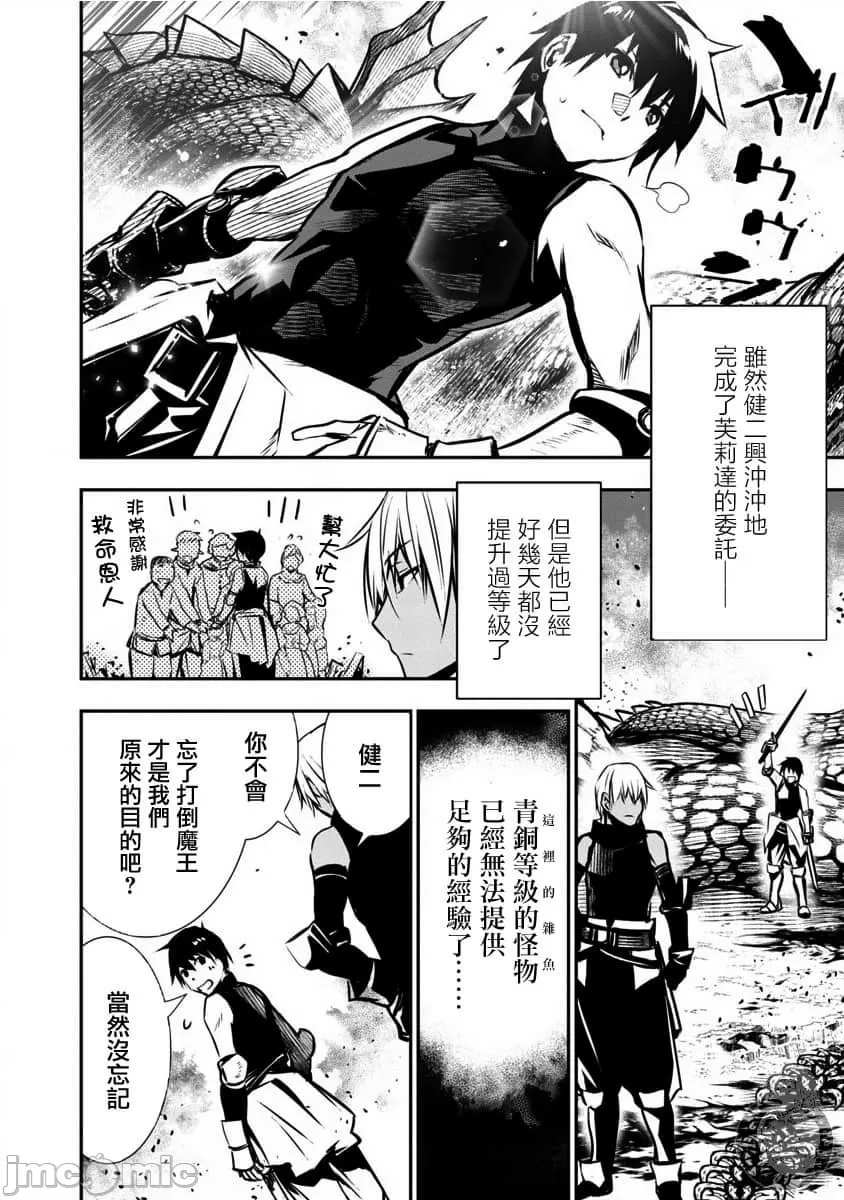 ドゥゥゥ
雖然健二興沖沖地
完成了芙莉達的委託——
但是他已經
好幾天都沒
提升過等級了
幫大忙了
非常感謝
救命恩人
青銅等級的怪物
這裡的雜魚
已經無法提供
足夠的經驗了……
健二
你不會
忘了打倒魔王
才是我們
原來的目的吧？
當然沒忘記
jmcomic